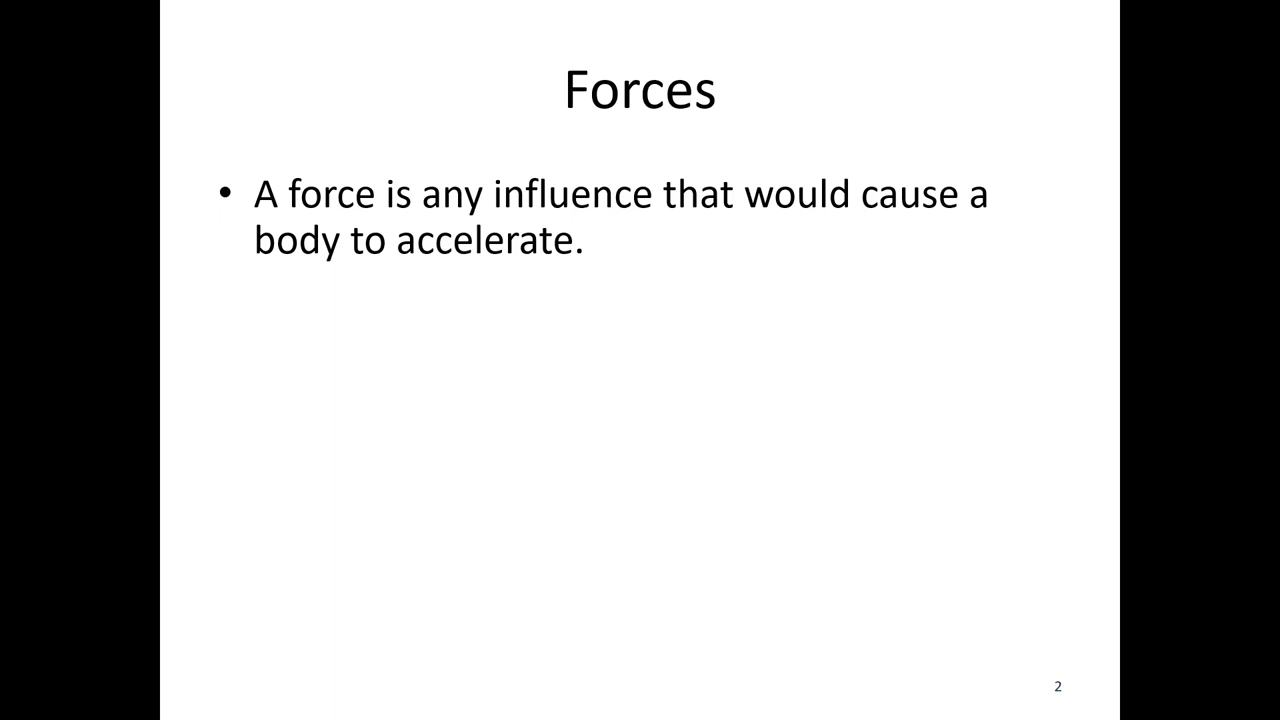 Forces
• A force is any influence that would cause a
body to accelerate.
2